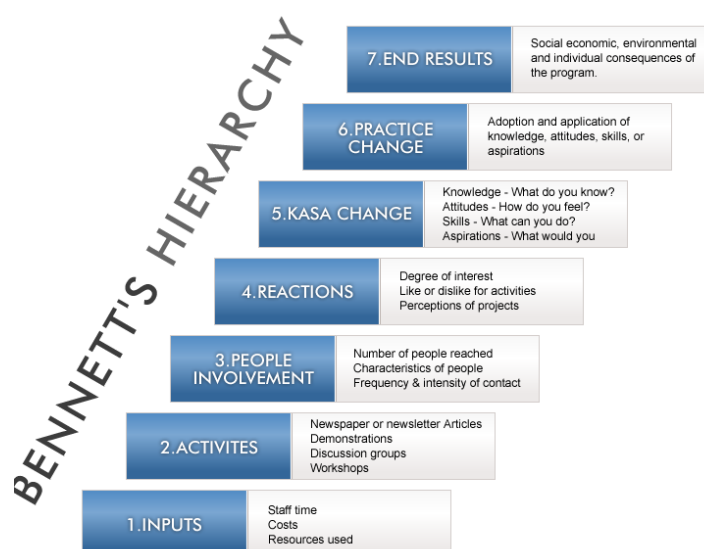 BENNETT'S HIERARCHY
7.END RESULTS
Social economic, environmental
and individual consequences of
the program.
6.PRACTICE
CHANGE
Adoption and application of
knowledge, attitudes, skills, or
aspirations
5.KASA CHANGE
Knowledge - What do you know?
Attitudes - How do you feel?
Skills - What can you do?
Aspirations - What would you
4.REACTIONS
Degree of interest
Like or dislike for activities
Perceptions of projects
3.PEOPLE
INVOLVEMENT
Number of people reached
Characteristics of people
Frequency & intensity of contact
2.ACTIVITES
Newspaper or newsletter Articles
Demonstrations
Discussion groups
Workshops
1.INPUTS
Staff time
Costs
Resources used